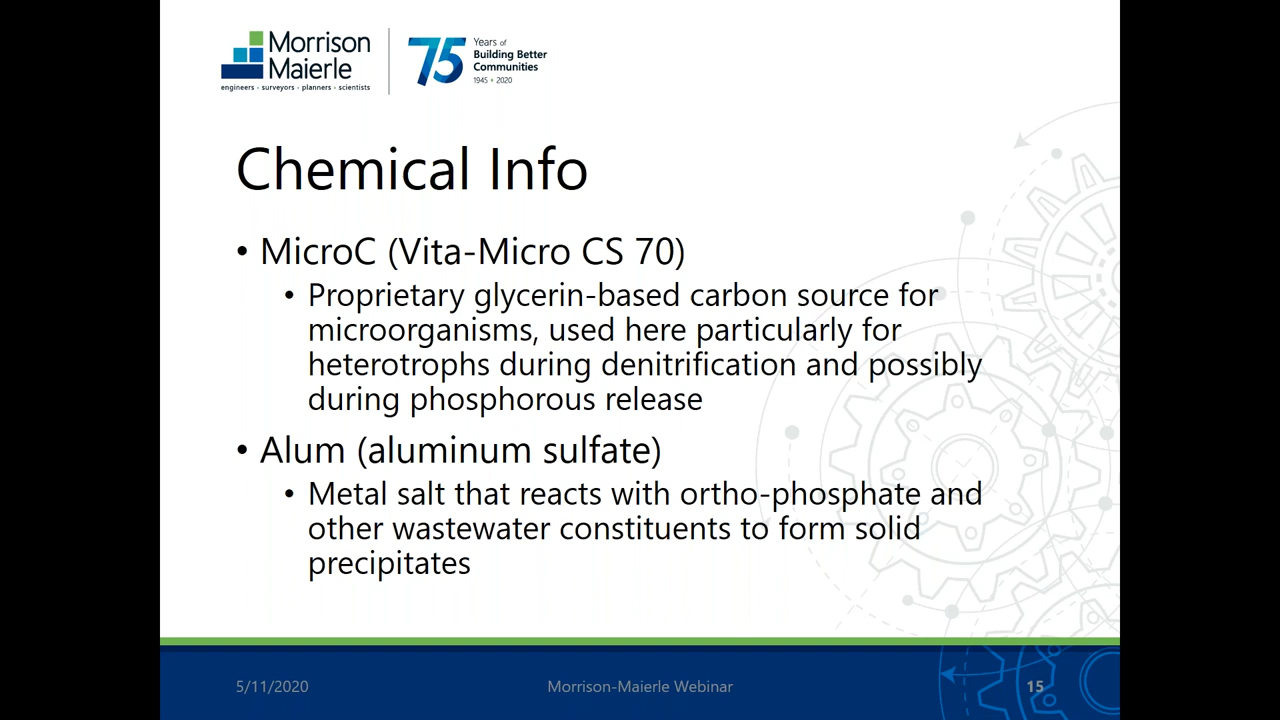 Morrison
Maierle
engineers - surveyors - planners - scientists
75
Years of
Building Better
Communities
1945 - 2020
Chemical Info
• MicroC (Vita-Micro CS 70)
• Proprietary glycerin-based carbon source for
microorganisms, used here particularly for
heterotrophs during denitrification and possibly
during phosphorous release
• Alum (aluminum sulfate)
• Metal salt that reacts with ortho-phosphate and
other wastewater constituents to form solid
precipitates
5/11/2020
Morrison-Maierle Webinar
15